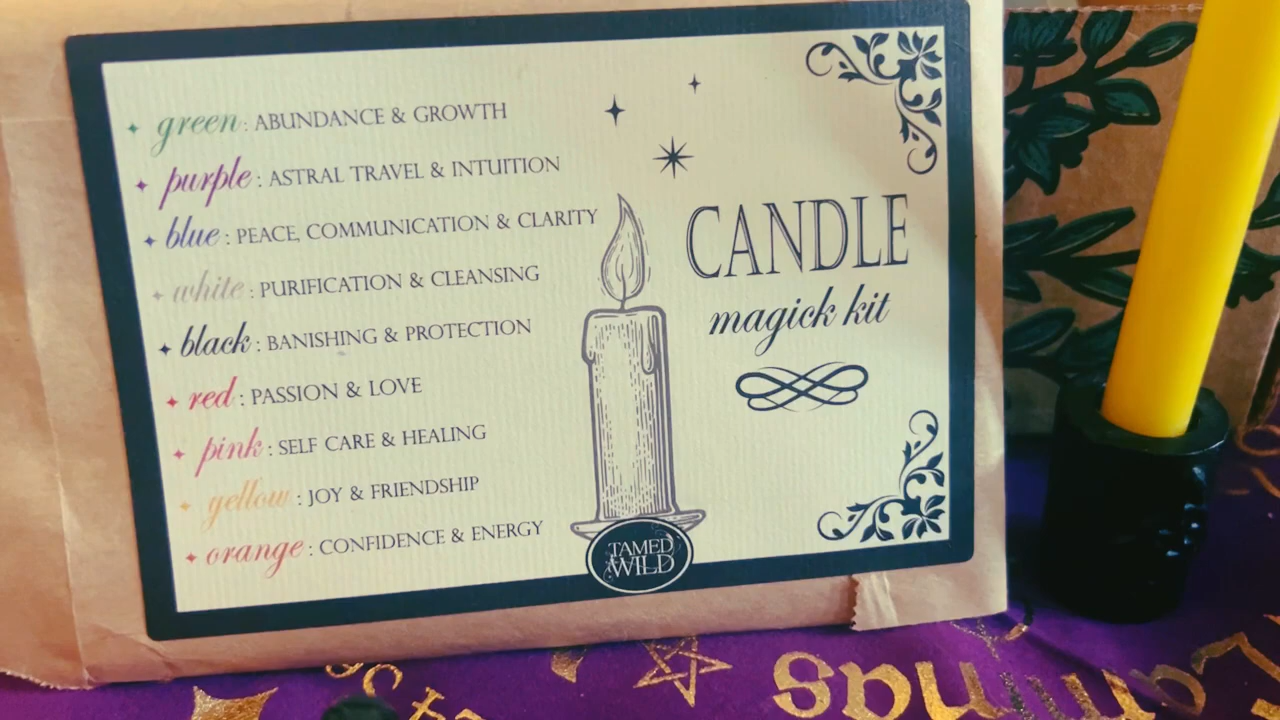 green: ABUNDANCE & GROWTH
purple: ASTRAL TRAVEL & INTUITION
blue: PEACE, COMMUNICATION & CLARITY
white: PURIFICATION & CLEANSING
black: BANISHING & PROTECTION
red: PASSION & LOVE
pink: SELF CARE & HEALING
yellow: JOY & FRIENDSHIP
orange: CONFIDENCE & ENERGY
CANDLE
magick kit
TAMED
WILD